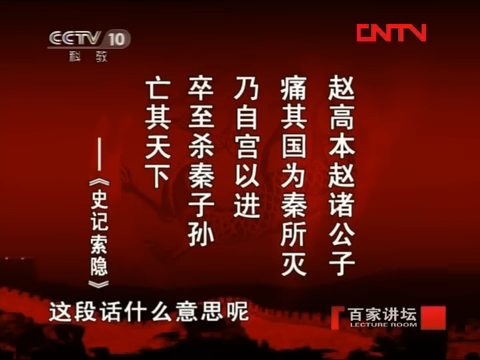 CCTV 10
科教
CNTV
赵高本赵诸公子
痛其国为秦所灭
乃自宫以进
卒至杀秦子孙
亡其天下
——《史记索隐》
这段话什么意思呢
百家讲坛
LECTURE ROOM